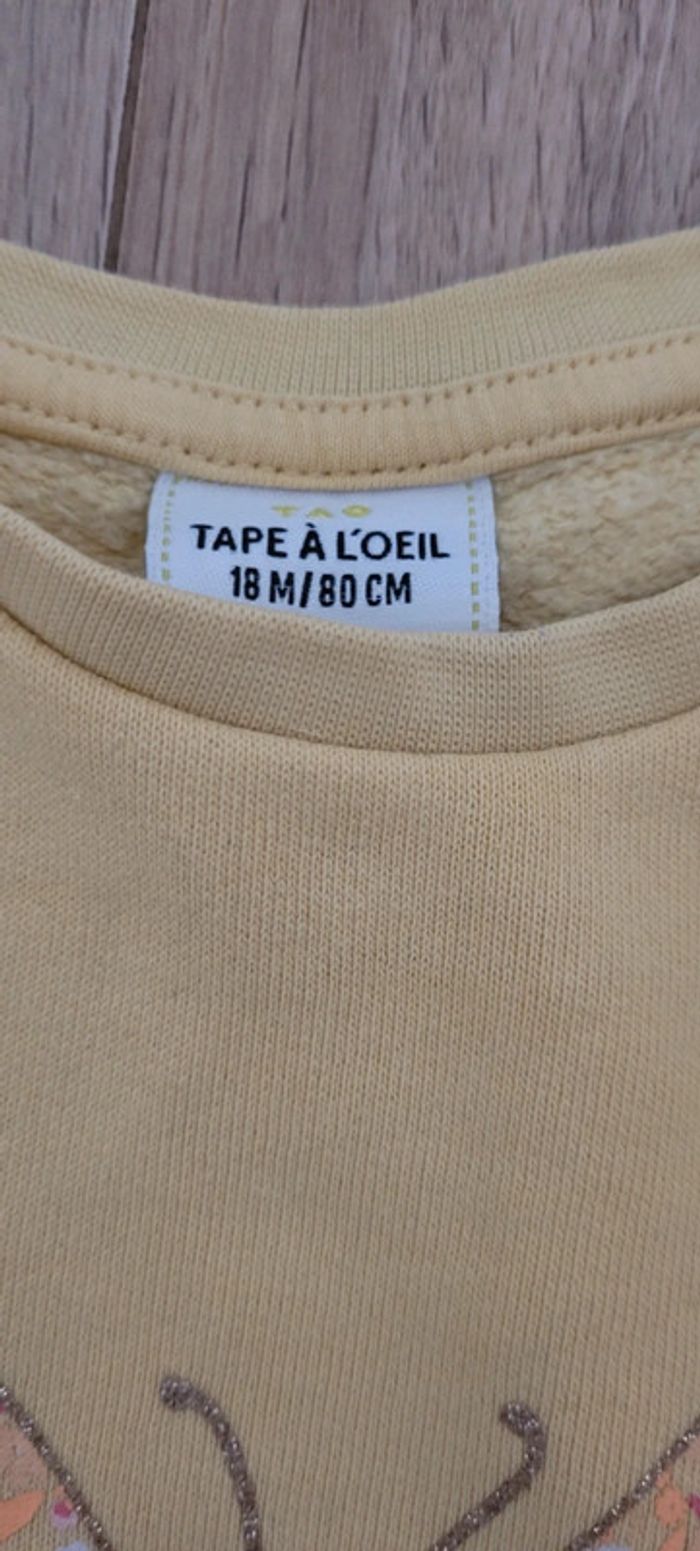 TAO
TAPE À L'OEIL
18 M/80 CM